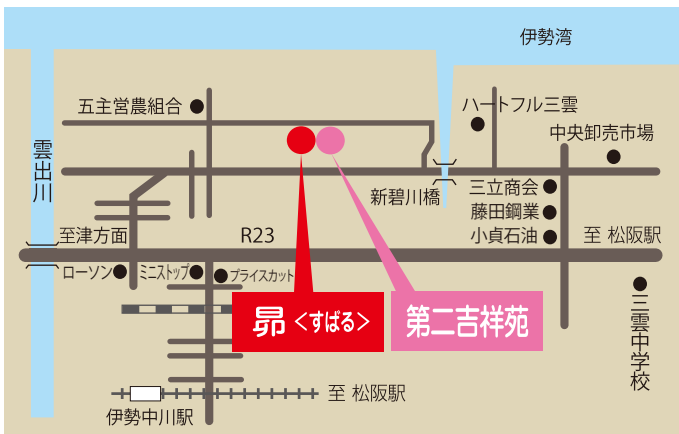 伊勢湾
五主営農組合
ハートフル三雲
中央卸売市場
雲出川
新碧川橋
三立商会
藤田鋼業
小貞石油
至津方面
R23
至 松阪駅
ローソン
ミニストップ
プライスカット
昴<すばる>
第二吉祥苑
三雲中学校
至 松阪駅
伊勢中川駅